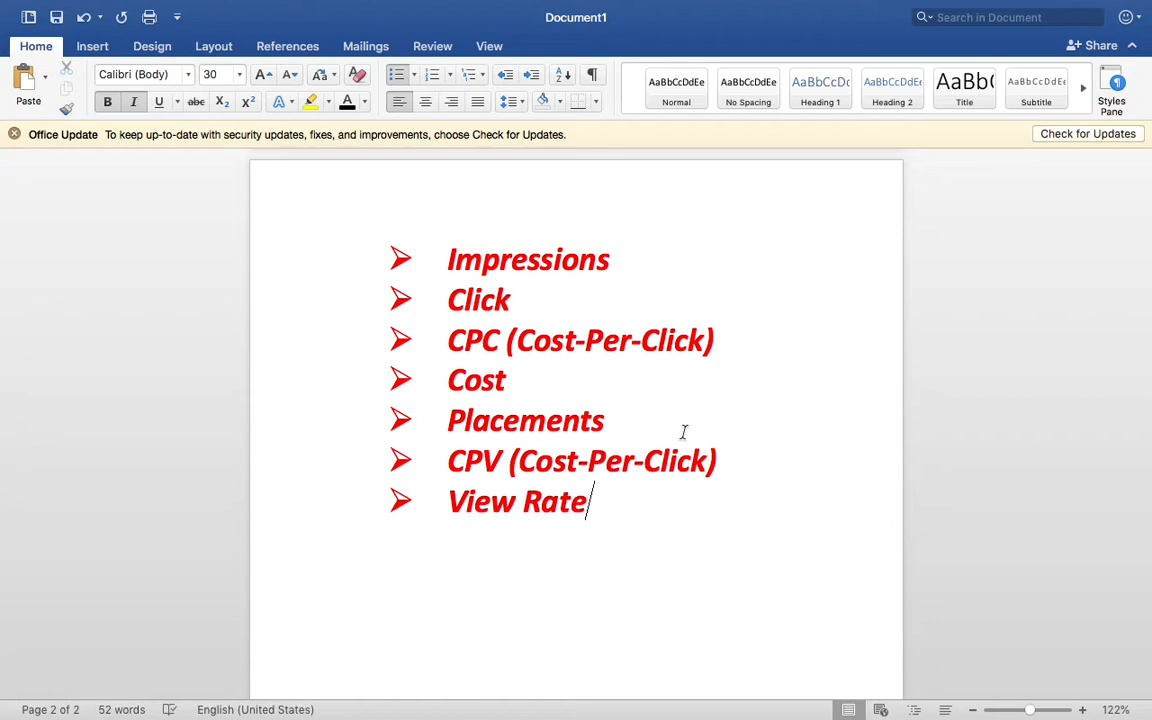 Document1
Search in Document
Home Insert Design Layout References Mailings Review View
Share
Paste
Calibri (Body) 30
B I U abc X₂ X² A A
AaBbCcDdEe AaBbCcDdEe AaBbCcDc AaBbCcDdEe AaBb( AaBbCcDdEe
Normal No Spacing Heading 1 Heading 2 Title Subtitle
Styles Pane
Office Update To keep up-to-date with security updates, fixes, and improvements, choose Check for Updates.
Check for Updates
Impressions
Click
CPC (Cost-Per-Click)
Cost
Placements
CPV (Cost-Per-Click)
View Rate
Page 2 of 2 52 words English (United States) 122%